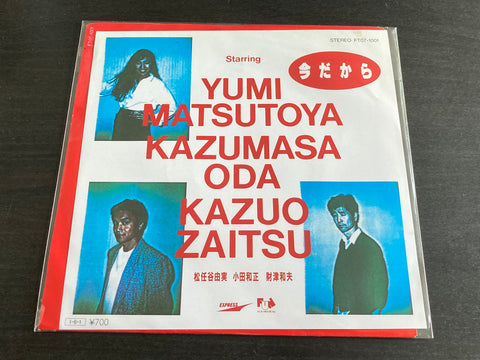 STEREO PT07-1001
Starring
今だから
YUMI
MATSUTOYA
KAZUMASA
ODA
KAZUO
ZAITSU
松任谷由実 小田和正 財津和夫
EXPRESS
¥700